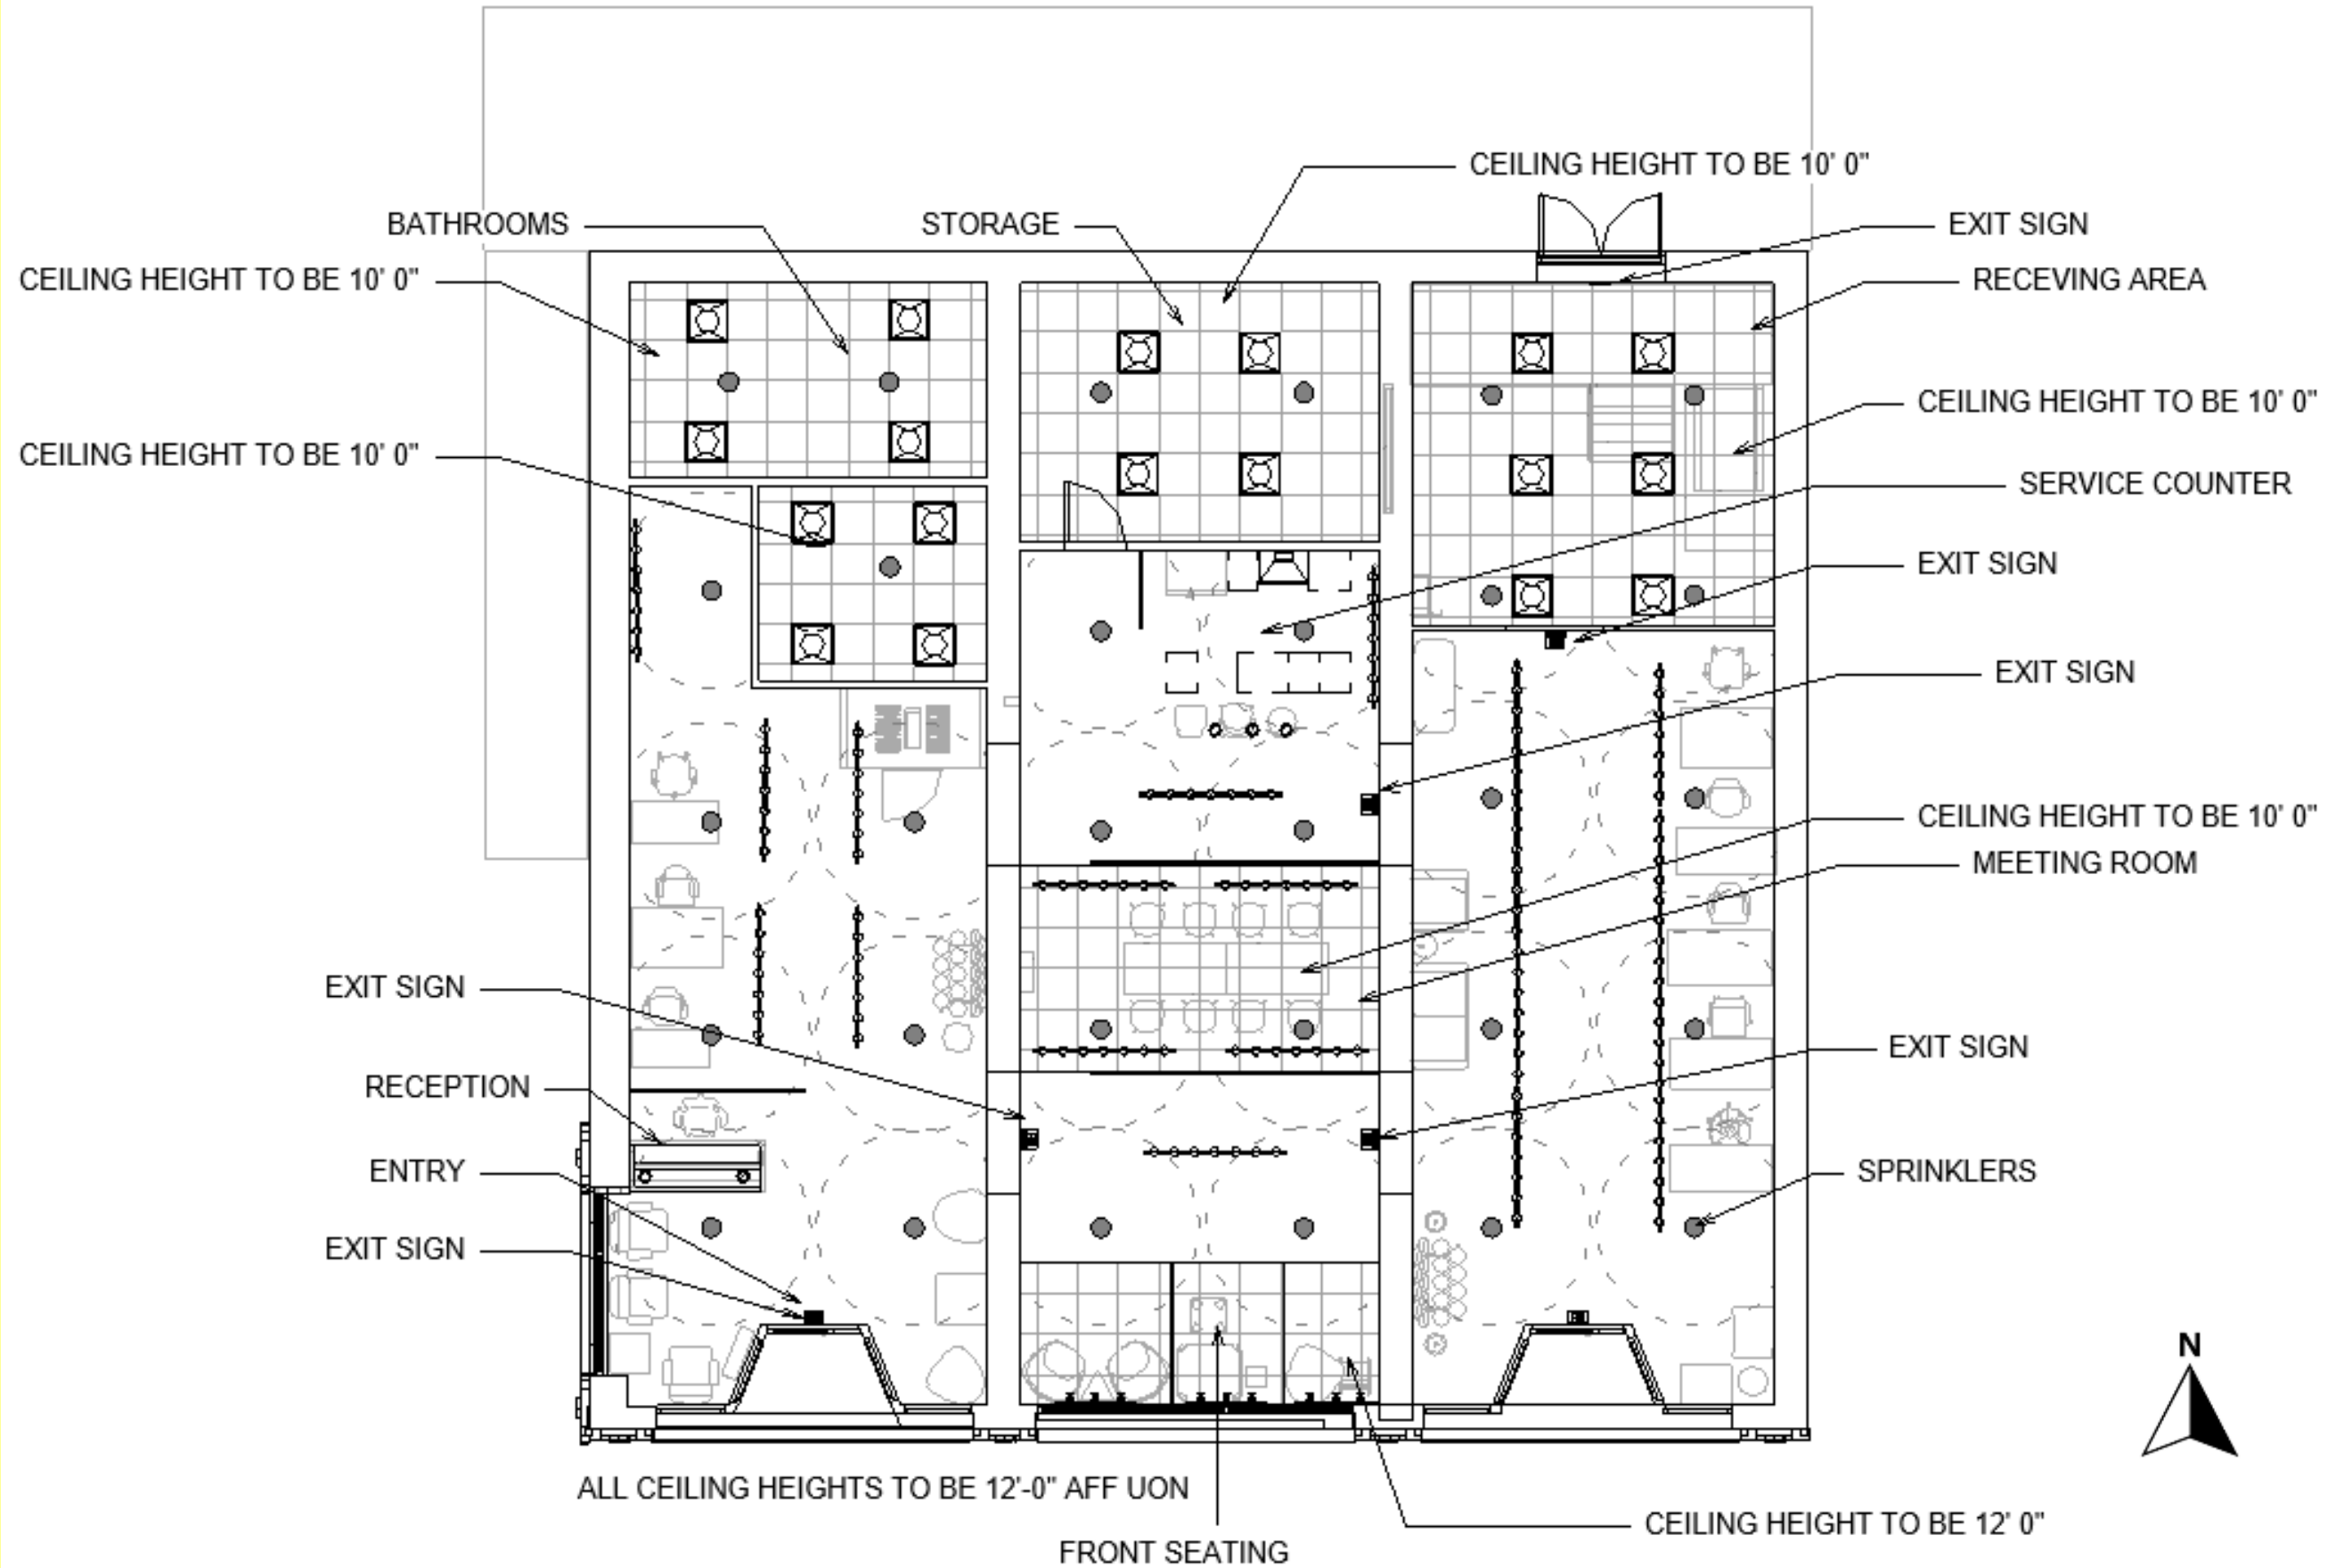 CEILING HEIGHT TO BE 10' 0"
BATHROOMS
STORAGE
EXIT SIGN
CEILING HEIGHT TO BE 10' 0"
RECEVING AREA
CEILING HEIGHT TO BE 10' 0"
CEILING HEIGHT TO BE 10' 0"
SERVICE COUNTER
EXIT SIGN
EXIT SIGN
CEILING HEIGHT TO BE 10' 0"
MEETING ROOM
EXIT SIGN
EXIT SIGN
RECEPTION
ENTRY
SPRINKLERS
EXIT SIGN
N
ALL CEILING HEIGHTS TO BE 12'-0" AFF UON
CEILING HEIGHT TO BE 12' 0"
FRONT SEATING